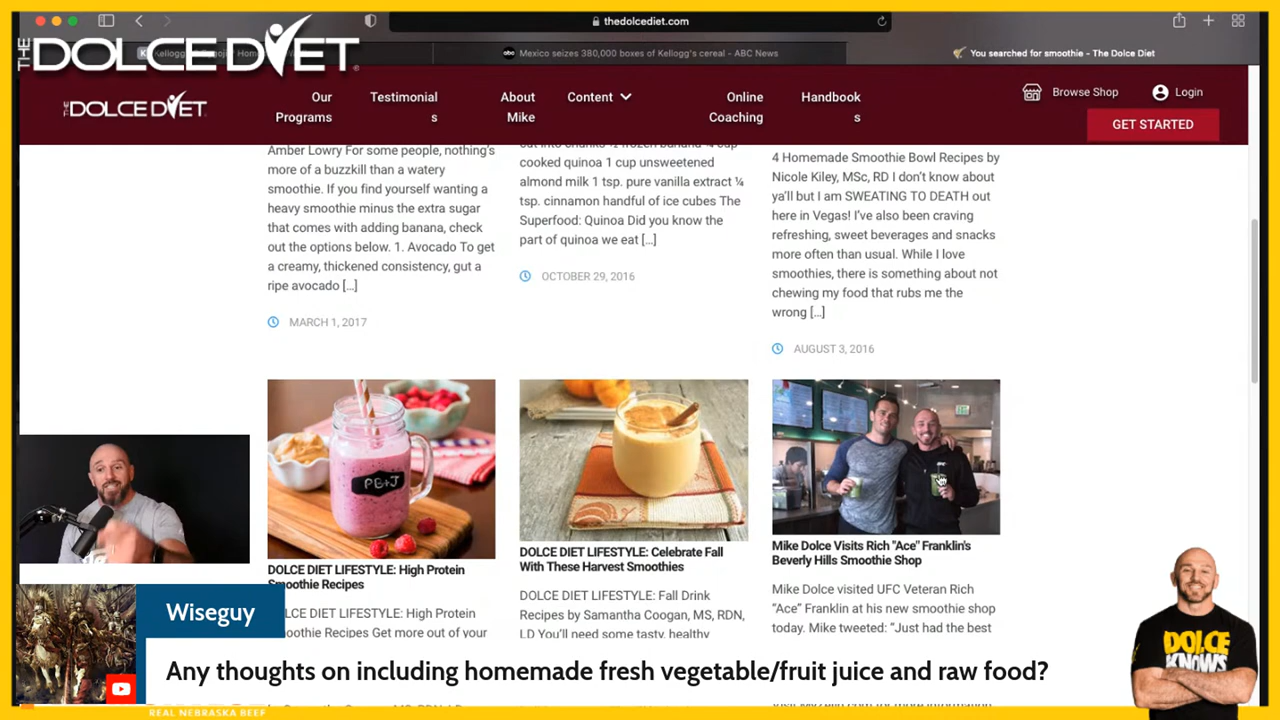 THE DOLCE DIET
thedolcediet.com
Mexico seizes 380,000 boxes of Kellogg's cereal - ABC News
You searched for smoothie - The Dolce Diet
THE DOLCE DIET
Our Programs
Testimonials
About Mike
Content
Online Coaching
Handbooks
Browse Shop
Login
GET STARTED
Amber Lowry For some people, nothing's
more of a buzzkill than a watery
smoothie. If you find yourself wanting a
heavy smoothie minus the extra sugar
that comes with adding banana, check
out the options below. 1. Avocado To get
a creamy, thickened consistency, gut a
ripe avocado [...]
MARCH 1, 2017
cooked quinoa 1 cup unsweetened
almond milk 1 tsp. pure vanilla extract ¼
tsp. cinnamon handful of ice cubes The
Superfood: Quinoa Did you know the
part of quinoa we eat [...]
OCTOBER 29, 2016
4 Homemade Smoothie Bowl Recipes by
Nicole Kiley, MSc, RD I don't know about
ya'll but I am SWEATING TO DEATH out
here in Vegas! I've also been craving
refreshing, sweet beverages and snacks
more often than usual. While I love
smoothies, there is something about not
chewing my food that rubs me the
wrong [...]
AUGUST 3, 2016
PB+J
DOLCE DIET LIFESTYLE: High Protein
Smoothie Recipes
DOLCE DIET LIFESTYLE: High Protein
Smoothie Recipes Get more out of your
DOLCE DIET LIFESTYLE: Celebrate Fall
With These Harvest Smoothies
DOLCE DIET LIFESTYLE: Fall Drink
Recipes by Samantha Coogan, MS, RDN,
LD You'll need some tasty, healthy
Mike Dolce Visits Rich "Ace" Franklin's
Beverly Hills Smoothie Shop
Mike Dolce visited UFC Veteran Rich
"Ace" Franklin at his new smoothie shop
today. Mike tweeted: "Just had the best
Wiseguy
Any thoughts on including homemade fresh vegetable/fruit juice and raw food?
REAL NEBRASKA BEEF
DOLCE
KNOWS